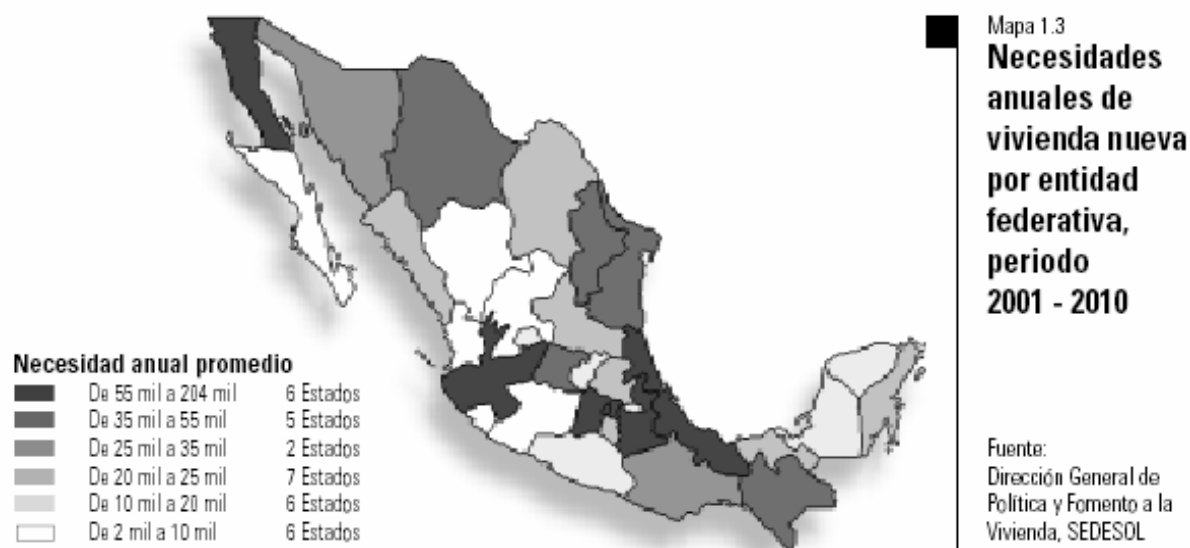 Mapa 1.3
Necesidades
anuales de
vivienda nueva
por entidad
federativa,
periodo
2001 - 2010
Necesidad anual promedio
De 55 mil a 204 mil 6 Estados
De 35 mil a 55 mil 5 Estados
De 25 mil a 35 mil 2 Estados
De 20 mil a 25 mil 7 Estados
De 10 mil a 20 mil 6 Estados
De 2 mil a 10 mil 6 Estados
Fuente:
Dirección General de
Política y Fomento a la
Vivienda, SEDESOL